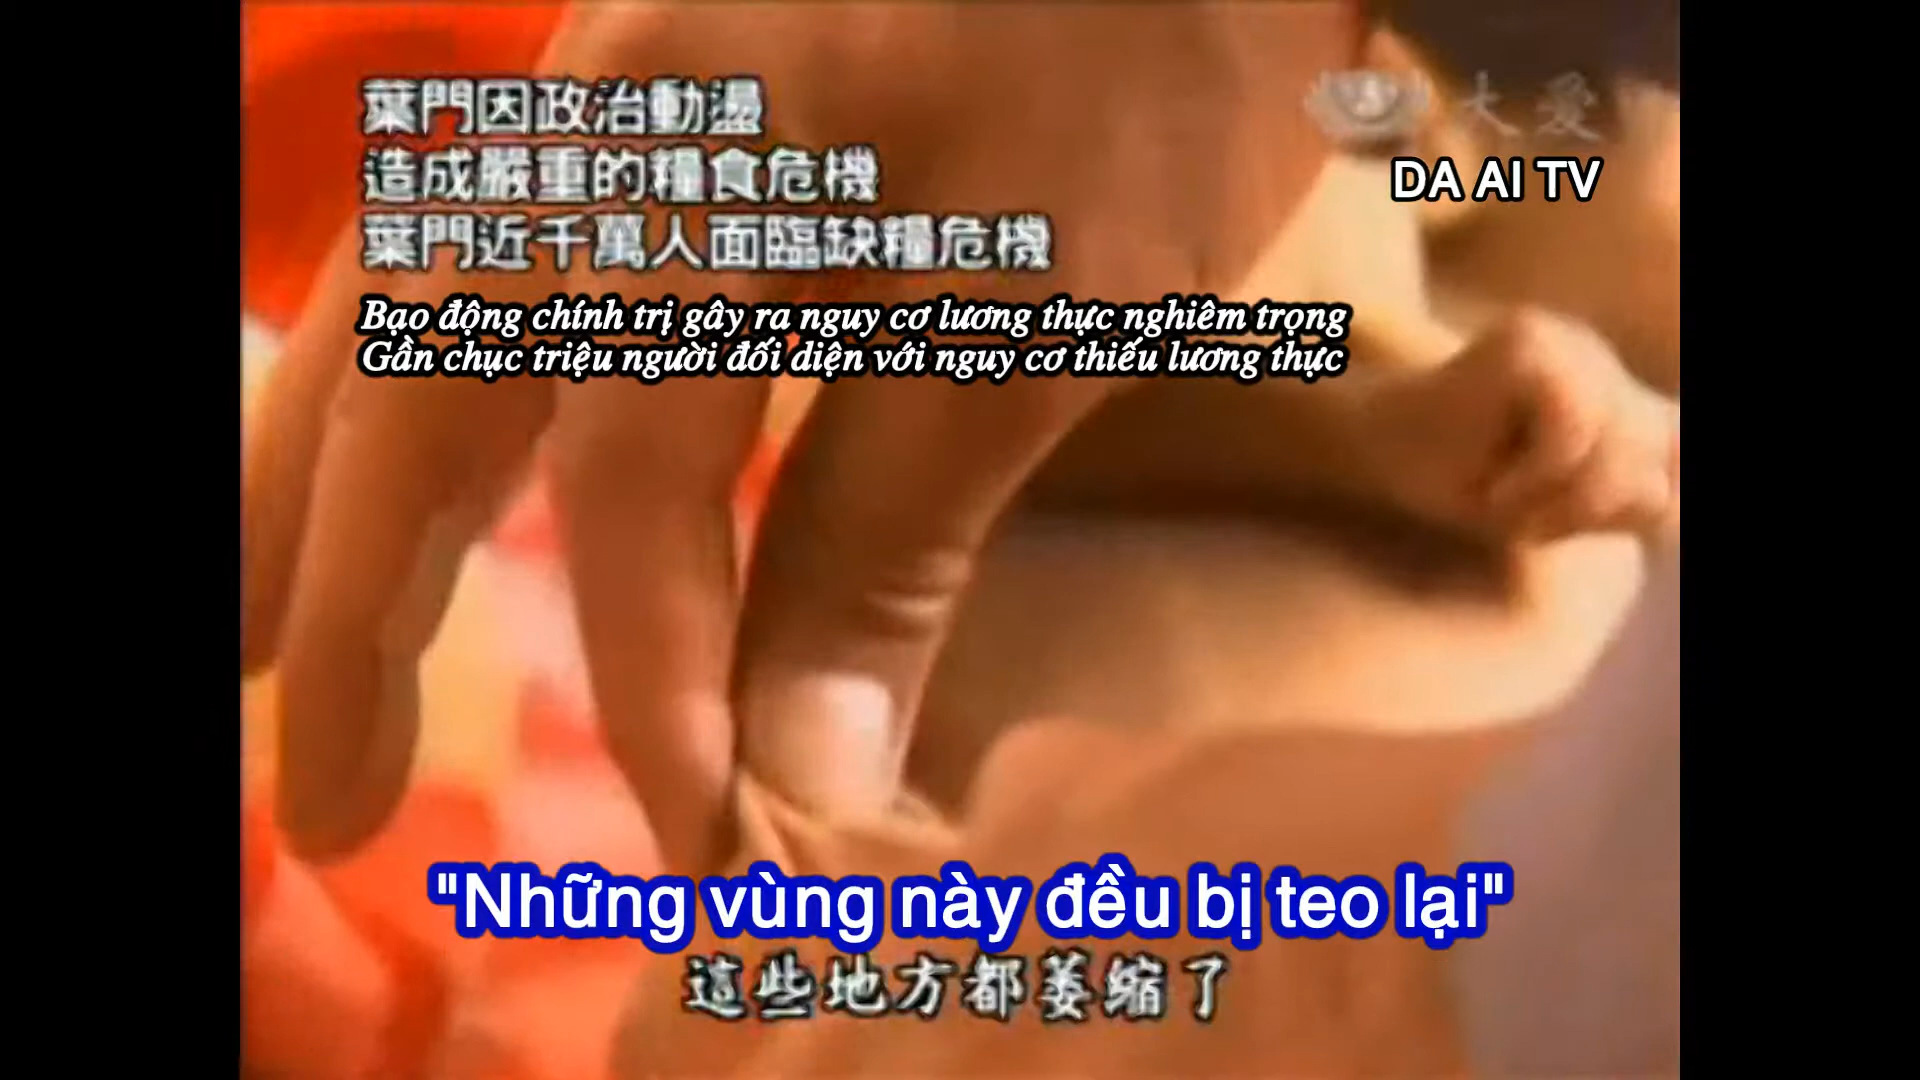 葉門因政治動盪
造成嚴重的糧食危機
葉門近千萬人面臨缺糧危機
大愛
DA AI TV
Bạo động chính trị gây ra nguy cơ lương thực nghiêm trọng
Gần chục triệu người đối diện với nguy cơ thiếu lương thực
"Những vùng này đều bị teo lại"
這些地方都萎縮了